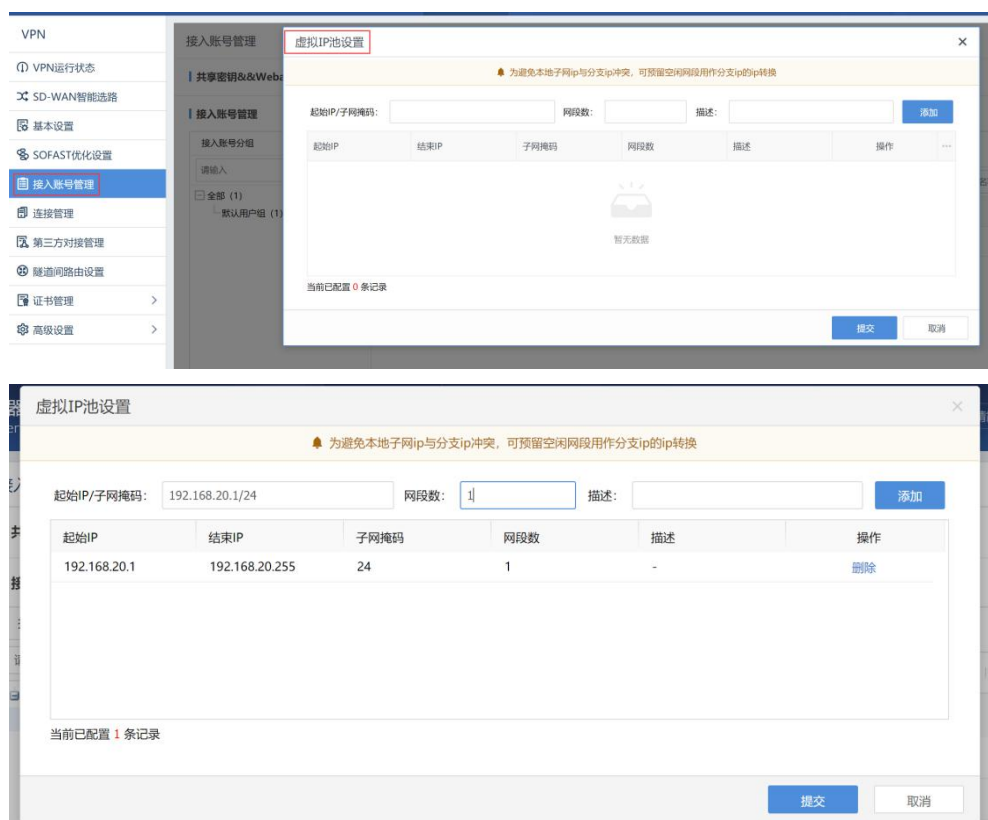 VPN
VPN运行状态
SD-WAN智能选路
基本设置
SOFAST优化设置
接入账号管理
连接管理
第三方对接管理
隧道间路由设置
证书管理
高级设置
接入账号管理
共享密钥&&Weba
接入账号管理
接入账号分组
请输入
全部 (1)
默认用户组 (1)
虚拟IP池设置
为避免本地子网ip与分支ip冲突，可预留空闲网段用作分支ip的ip转换
起始IP/子网掩码: 网段数: 描述: 添加
起始IP 结束IP 子网掩码 网段数 描述 操作
暂无数据
当前已配置 0 条记录
提交 取消
虚拟IP池设置
为避免本地子网ip与分支ip冲突，可预留空闲网段用作分支ip的ip转换
起始IP/子网掩码: 192.168.20.1/24 网段数: 1 描述: 添加
起始IP 结束IP 子网掩码 网段数 描述 操作
192.168.20.1 192.168.20.255 24 1 - 删除
当前已配置 1 条记录
提交 取消